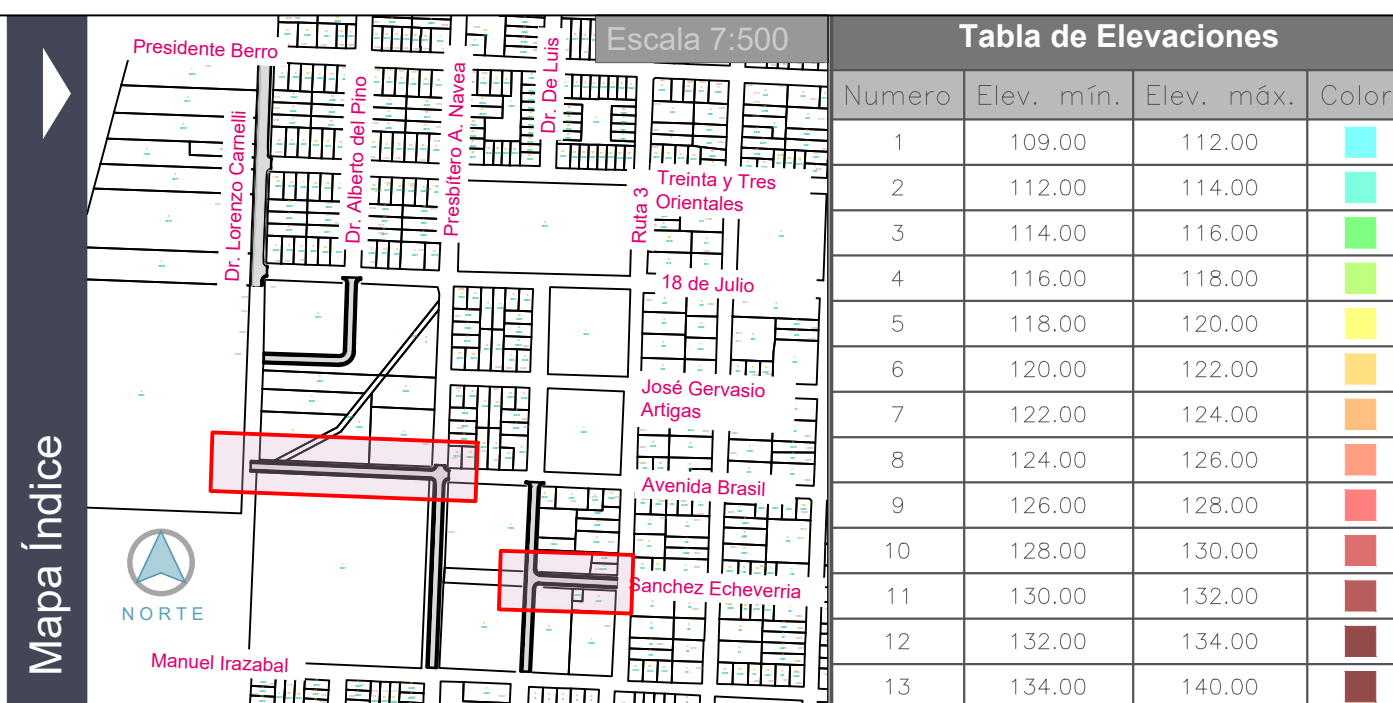 Mapa Índice
Presidente Berro
Escala 7:500
Dr. Lorenzo Carnelli
Dr. Alberto del Pino
Presbítero A. Navea
Dr. De Luis
Treinta y Tres
Orientales
Ruta 3
18 de Julio
José Gervasio
Artigas
Avenida Brasil
Sanchez Echeverria
NORTE
Manuel Irazabal
Tabla de Elevaciones
Numero Elev. mín. Elev. máx. Color
1 109.00 112.00
2 112.00 114.00
3 114.00 116.00
4 116.00 118.00
5 118.00 120.00
6 120.00 122.00
7 122.00 124.00
8 124.00 126.00
9 126.00 128.00
10 128.00 130.00
11 130.00 132.00
12 132.00 134.00
13 134.00 140.00